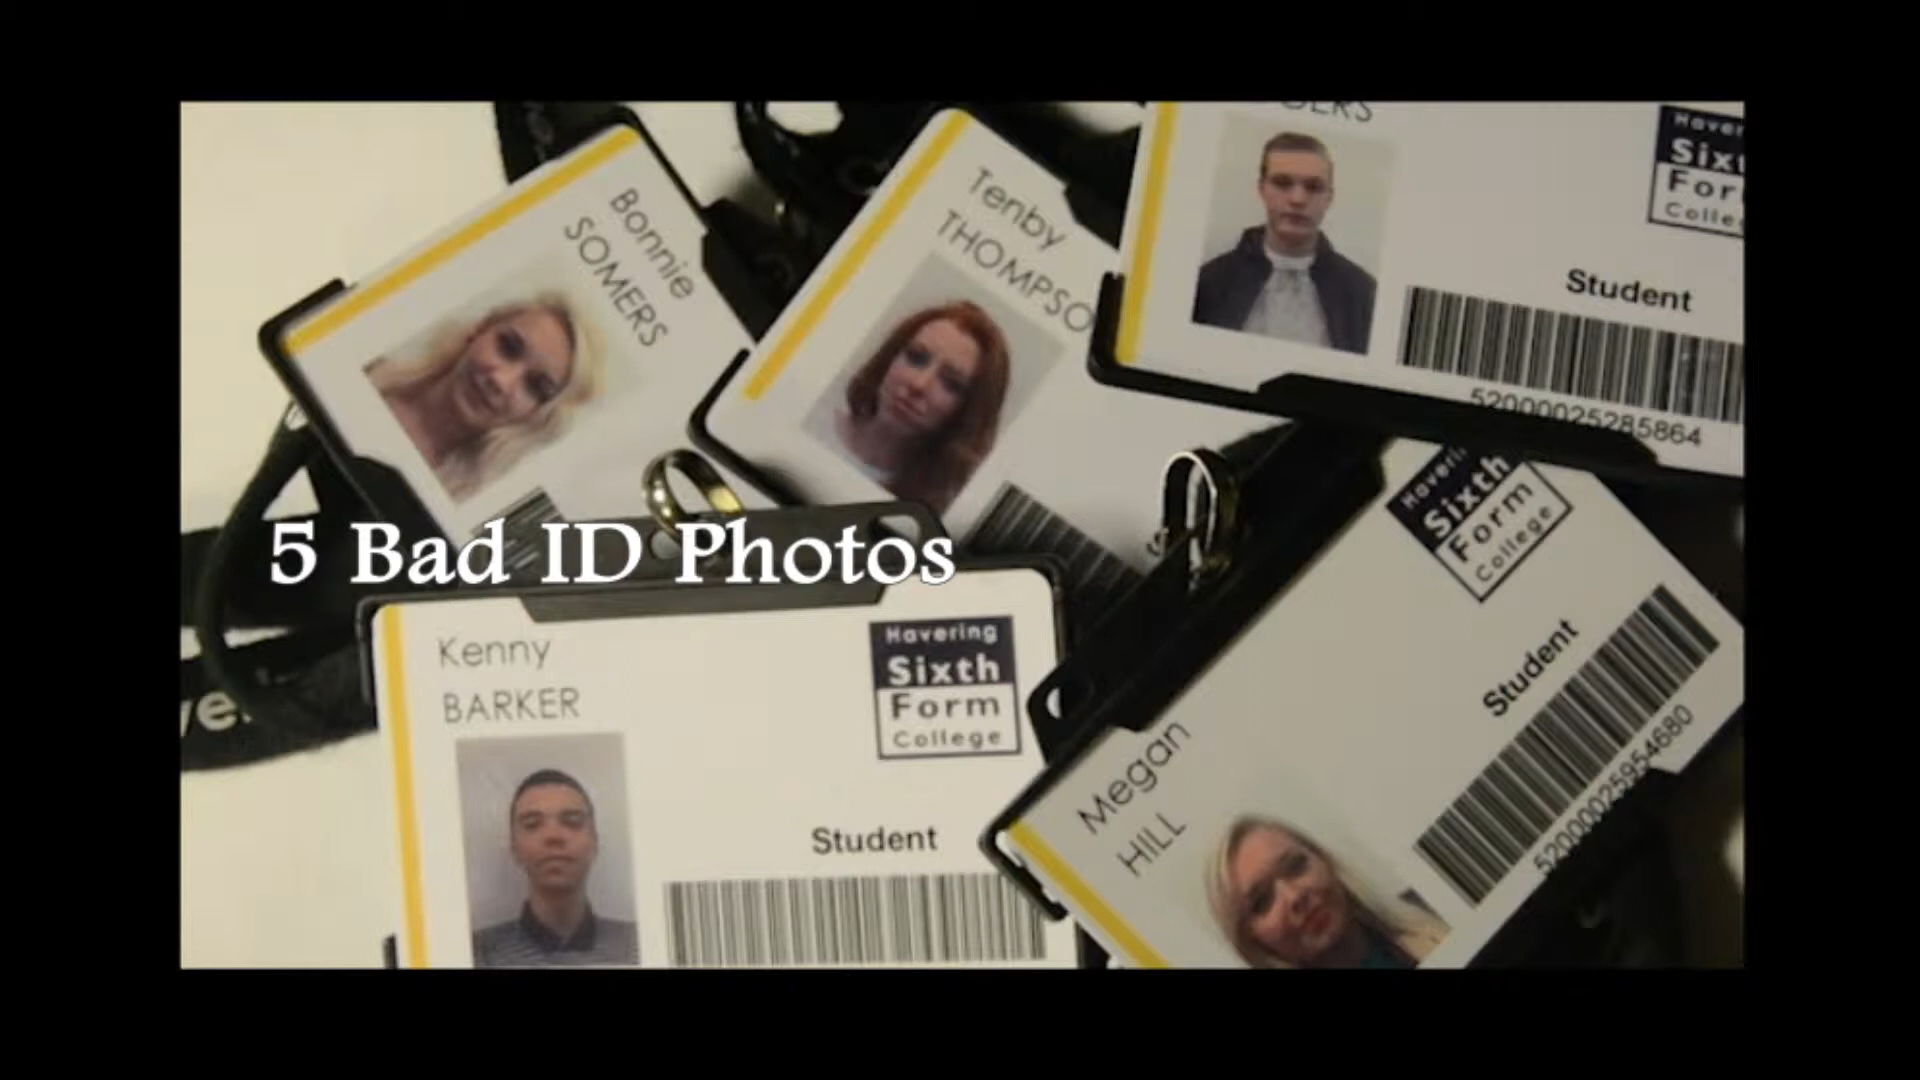 Bonnie
SOMERS
Tenby
THOMPSO
Havering
Sixth
Form
College
Student
52000025285864
5 Bad ID Photos
Kenny
BARKER
Havering
Sixth
Form
College
Student
Havering
Sixth
Form
College
Student
52000025954680
Megan
HILL